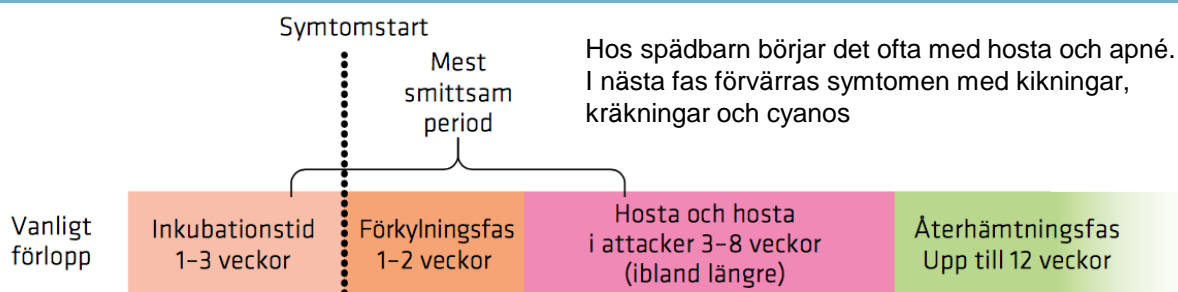 Symtomstart
Mest
smittsam
period
Hos spädbarn börjar det ofta med hosta och apné.
I nästa fas förvärras symtomen med kikningar,
kräkningar och cyanos
Vanligt
förlopp
Inkubationstid
1–3 veckor
Förkylningsfas
1–2 veckor
Hosta och hosta
i attacker 3–8 veckor
(ibland längre)
Återhämtningsfas
Upp till 12 veckor